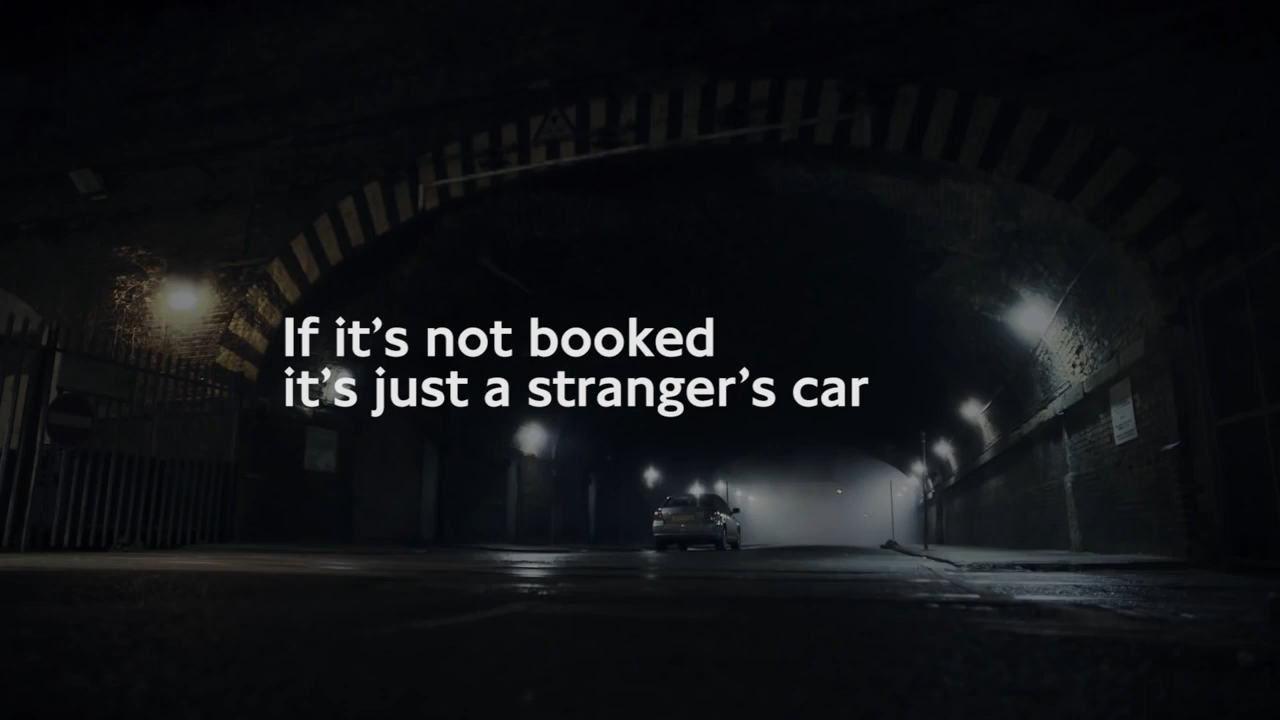 If it’s not booked
it’s just a stranger’s car